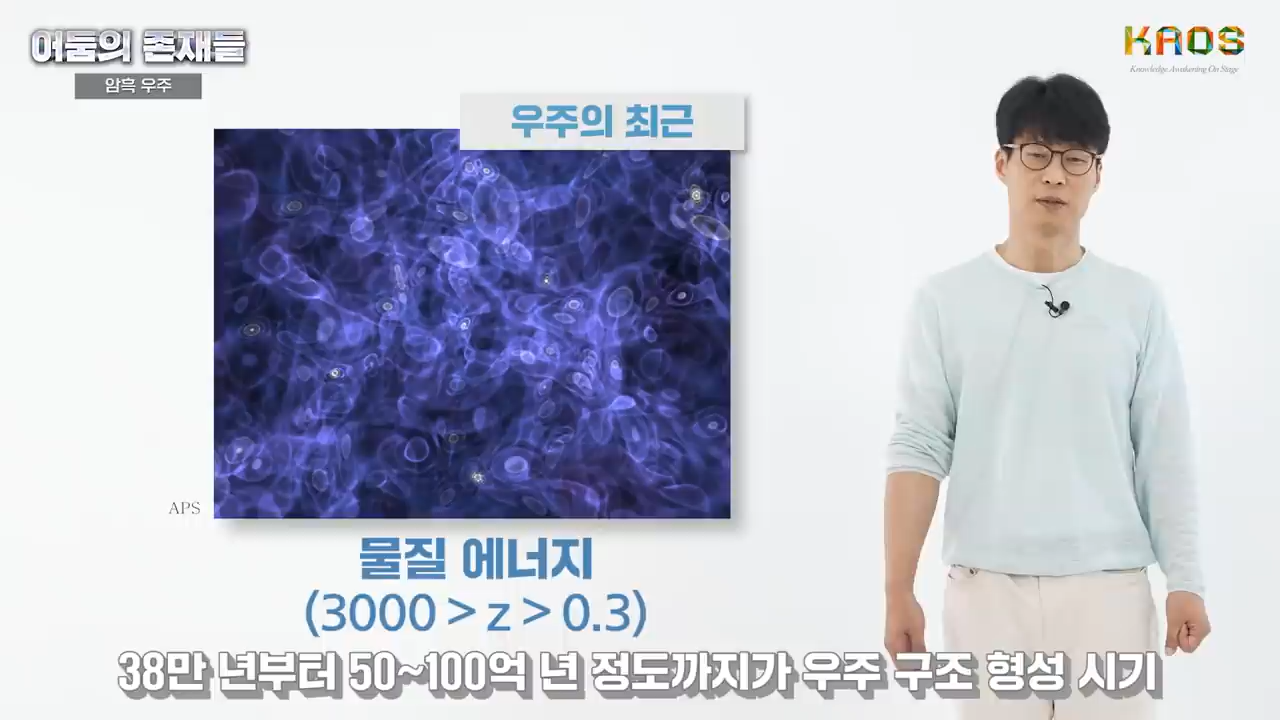 어둠의 존재들
암흑 우주
KAOS
Knowledge Awakening On Stage
우주의 최근
APS
물질 에너지
(3000 > z > 0.3)
38만 년부터 50~100억 년 정도까지가 우주 구조 형성 시기